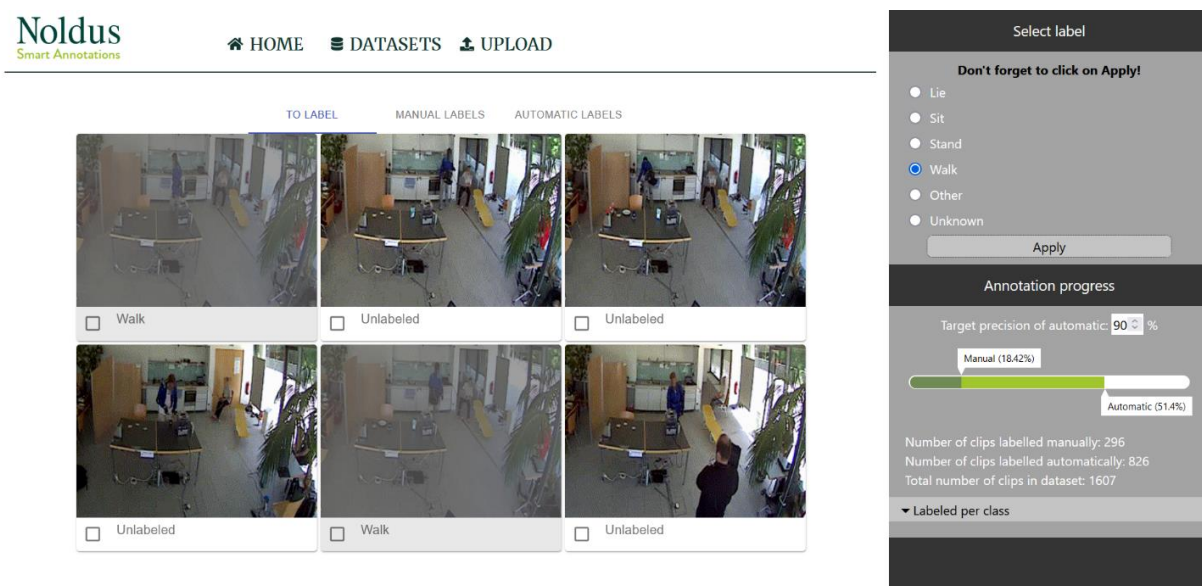 Noldus
Smart Annotations
HOME DATASETS UPLOAD
TO LABEL MANUAL LABELS AUTOMATIC LABELS
Walk Unlabeled Unlabeled
Unlabeled Walk Unlabeled
Select label
Don't forget to click on Apply!
Lie
Sit
Stand
Walk
Other
Unknown
Apply
Annotation progress
Target precision of automatic: 90 %
Manual (18.42%)
Automatic (51.4%)
Number of clips labelled manually: 296
Number of clips labelled automatically: 826
Total number of clips in dataset: 1607
Labeled per class